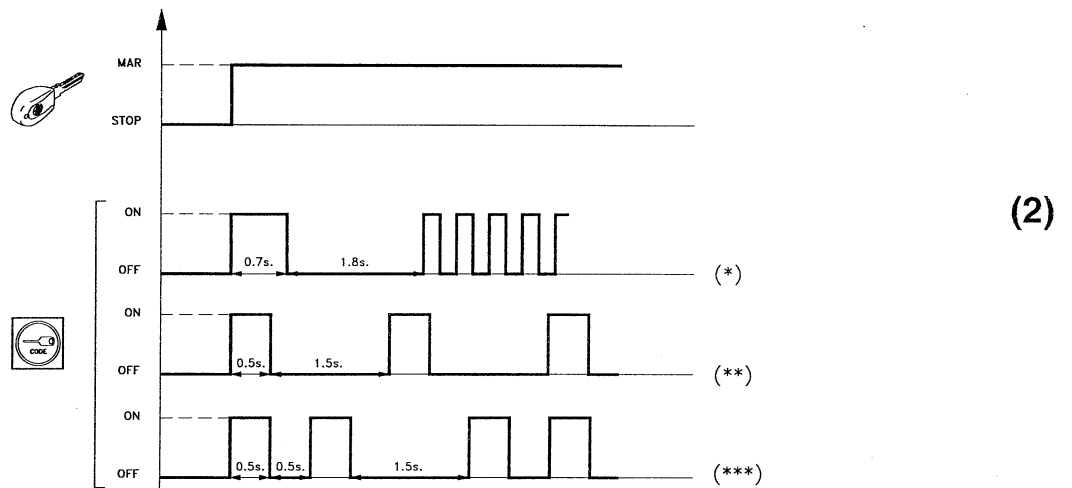 MAR
STOP
ON
(2)
0.7s. 1.8s.
OFF
(*)
ON
CODE
0.5s. 1.5s.
OFF
(**)
ON
0.5s. 0.5s. 1.5s.
OFF
(***)